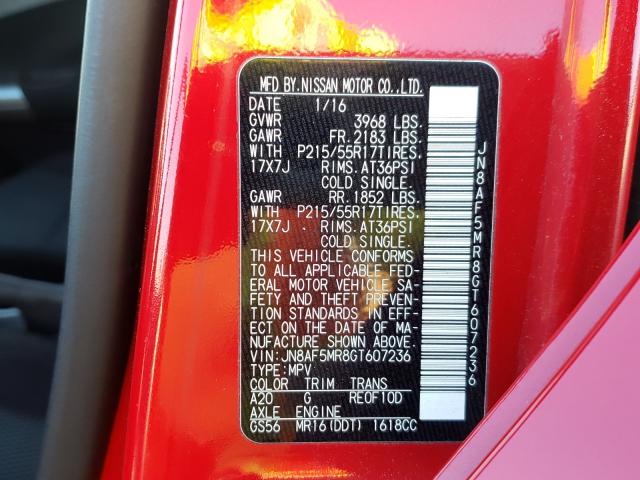 MFD BY.NISSAN MOTOR CO.,LTD.
DATE 1/16
GVWR 3968 LBS.
GAWR FR. 2183 LBS.
WITH P215/55R17TIRES.
17X7J RIMS. AT36PSI
COLD SINGLE.
GAWR RR. 1852 LBS.
WITH P215/55R17TIRES.
17X7J RIMS. AT36PSI
COLD SINGLE.
THIS VEHICLE CONFORMS
TO ALL APPLICABLE FED-
ERAL MOTOR VEHICLE SA-
FETY AND THEFT PREVEN-
TION STANDARDS IN EFF-
ECT ON THE DATE OF MA-
NUFACTURE SHOWN ABOVE.
VIN:JN8AF5MR8GT607236
TYPE:MPV
COLOR TRIM TRANS
A20 G RE0F10D
AXLE ENGINE
GS56 MR16(DDT) 1618CC
JN8AF5MR8GT607236